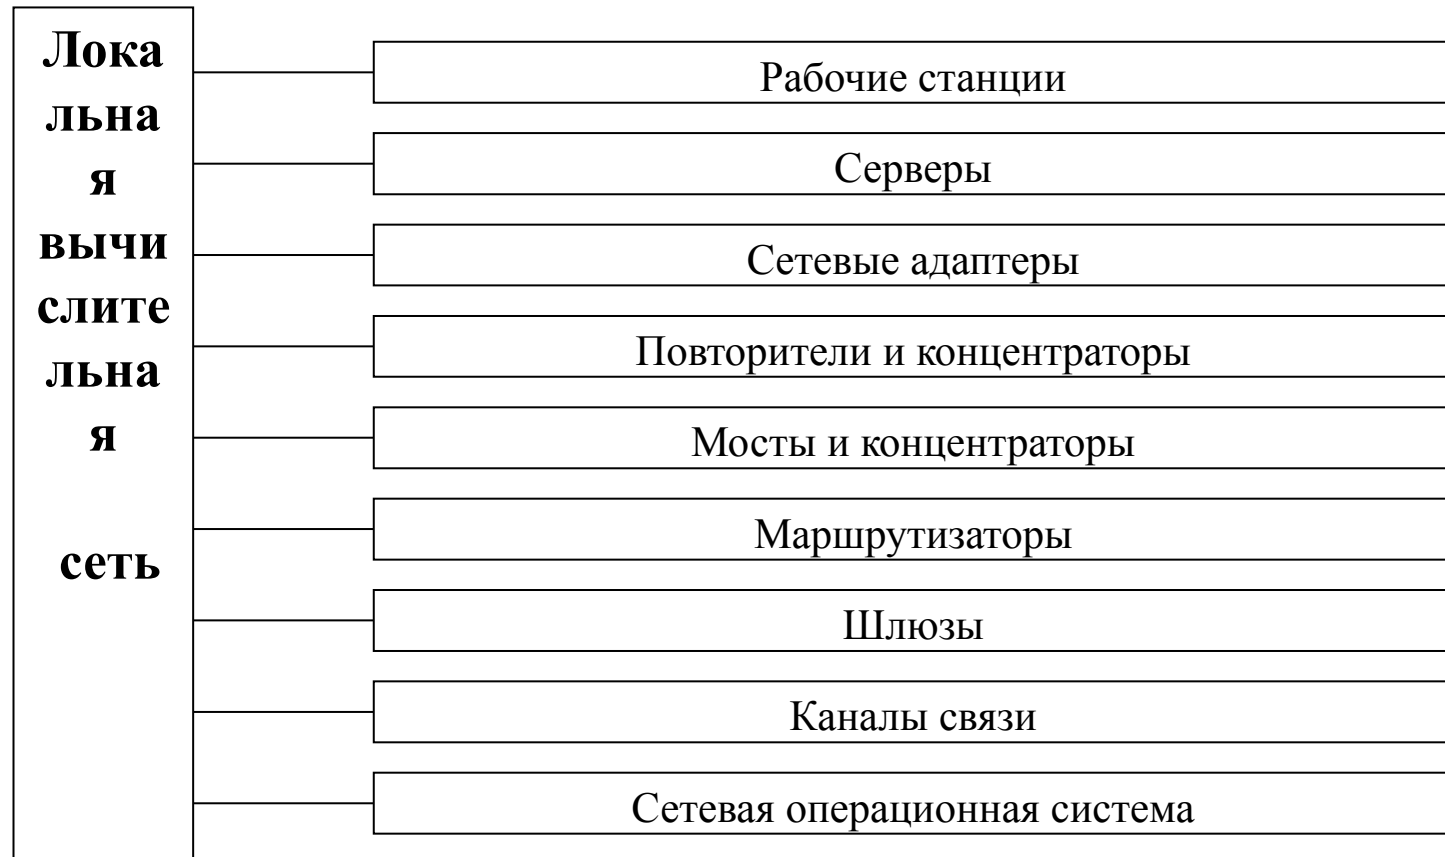 Лока
льна
я
вычи
слите
льна
я
сеть
Рабочие станции
Серверы
Сетевые адаптеры
Повторители и концентраторы
Мосты и концентраторы
Маршрутизаторы
Шлюзы
Каналы связи
Сетевая операционная система